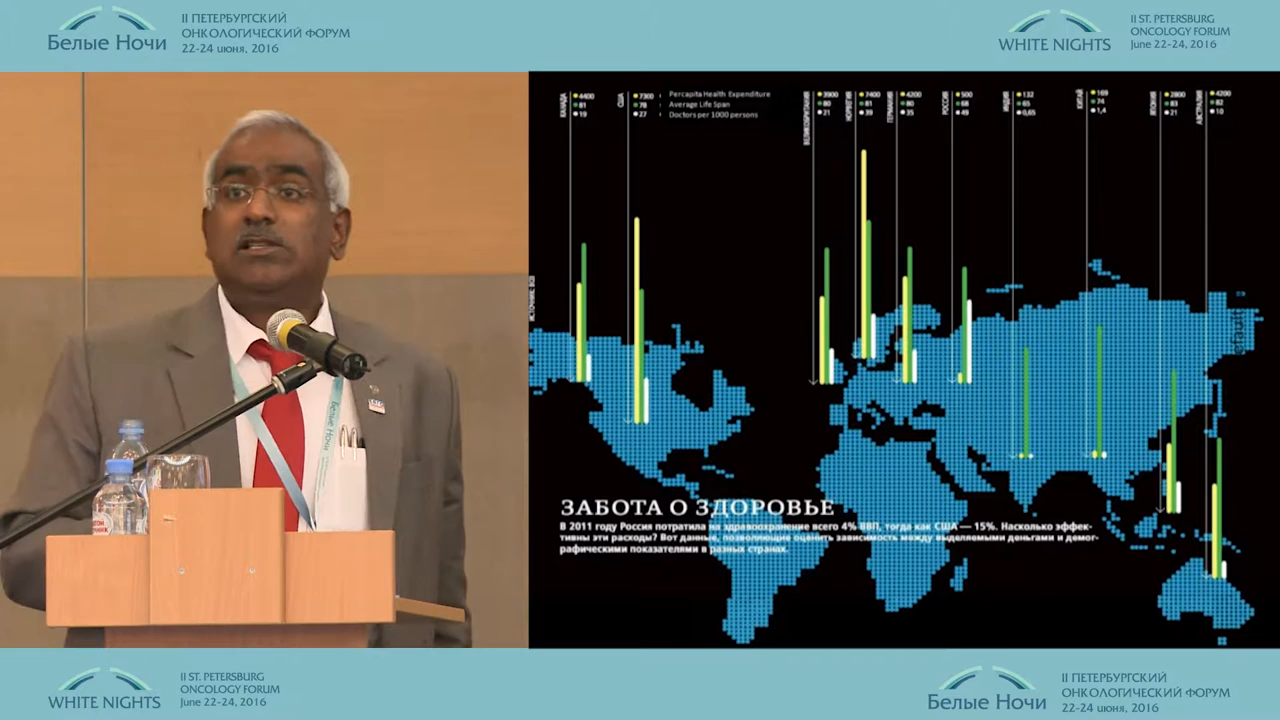 Белые Ночи
II ПЕТЕРБУРГСКИЙ
ОНКОЛОГИЧЕСКИЙ ФОРУМ
22-24 июня, 2016
WHITE NIGHTS
II ST. PETERSBURG
ONCOLOGY FORUM
June 22-24, 2016
КАНАДА
4400
81
19
США
7300
78
27
Percapita Health Expenditure
Average Life Span
Doctors per 1000 persons
ВЕЛИКОБРИТАНИЯ
3900
80
21
НОРВЕГИЯ
7400
81
39
ГЕРМАНИЯ
4200
80
35
РОССИЯ
500
68
49
ИНДИЯ
132
65
0,65
КИТАЙ
169
74
1,4
ЯПОНИЯ
2800
83
21
АВСТРАЛИЯ
4200
82
10
ЗАБОТА О ЗДОРОВЬЕ
В 2011 году Россия потратила на здравоохранение всего 4% ВВП, тогда как США — 15%. Насколько эффек-
тивны эти расходы? Вот данные, позволяющие оценить зависимость между выделяемыми деньгами и демог-
рафическими показателями в разных странах.
Белые Ночи
WHITE NIGHTS
II ST. PETERSBURG
ONCOLOGY FORUM
June 22-24, 2016
Белые Ночи
II ПЕТЕРБУРГСКИЙ
ОНКОЛОГИЧЕСКИЙ ФОРУМ
22-24 июня, 2016